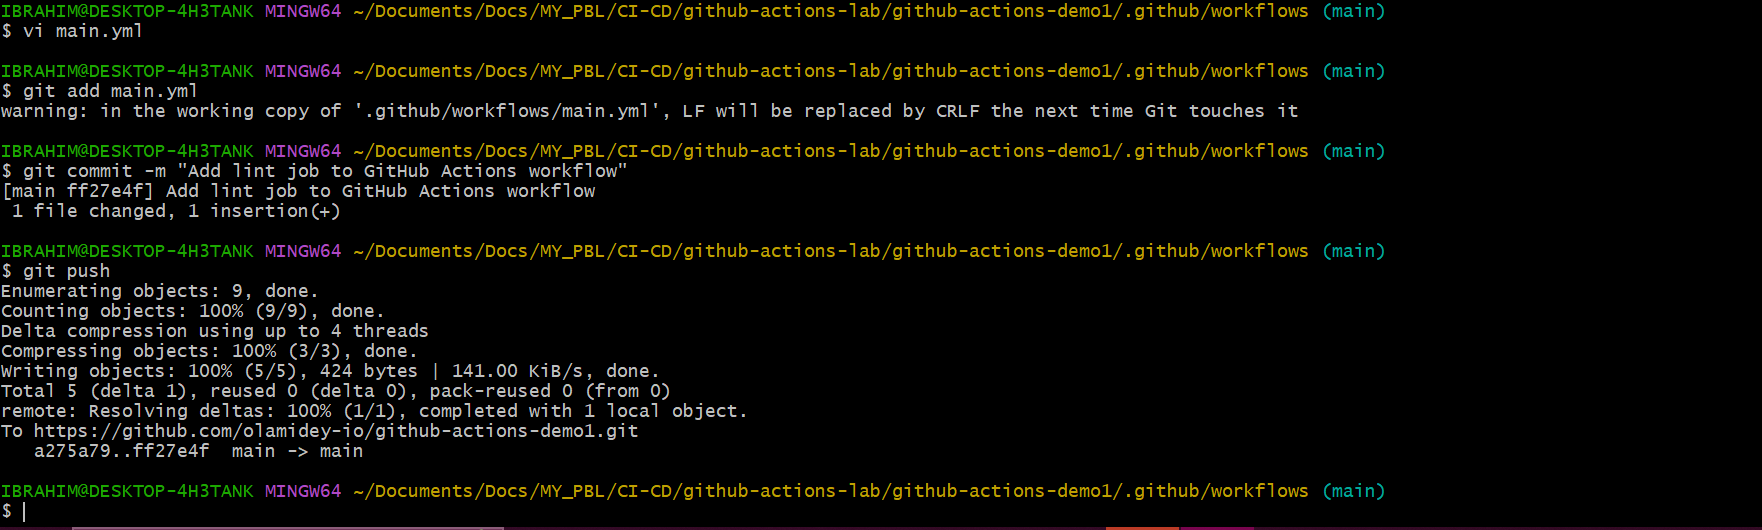 IBRAHIM@DESKTOP-4H3TANK MINGW64 ~/Documents/Docs/MY_PBL/CI-CD/github-actions-lab/github-actions-demo1/.github/workflows (main)
$ vi main.yml
IBRAHIM@DESKTOP-4H3TANK MINGW64 ~/Documents/Docs/MY_PBL/CI-CD/github-actions-lab/github-actions-demo1/.github/workflows (main)
$ git add main.yml
warning: in the working copy of '.github/workflows/main.yml', LF will be replaced by CRLF the next time Git touches it
IBRAHIM@DESKTOP-4H3TANK MINGW64 ~/Documents/Docs/MY_PBL/CI-CD/github-actions-lab/github-actions-demo1/.github/workflows (main)
$ git commit -m "Add lint job to GitHub Actions workflow"
[main ff27e4f] Add lint job to GitHub Actions workflow
 1 file changed, 1 insertion(+)
IBRAHIM@DESKTOP-4H3TANK MINGW64 ~/Documents/Docs/MY_PBL/CI-CD/github-actions-lab/github-actions-demo1/.github/workflows (main)
$ git push
Enumerating objects: 9, done.
Counting objects: 100% (9/9), done.
Delta compression using up to 4 threads
Compressing objects: 100% (3/3), done.
Writing objects: 100% (5/5), 424 bytes | 141.00 KiB/s, done.
Total 5 (delta 1), reused 0 (delta 0), pack-reused 0 (from 0)
remote: Resolving deltas: 100% (1/1), completed with 1 local object.
To https://github.com/olamidey-io/github-actions-demo1.git
   a275a79..ff27e4f  main -> main
IBRAHIM@DESKTOP-4H3TANK MINGW64 ~/Documents/Docs/MY_PBL/CI-CD/github-actions-lab/github-actions-demo1/.github/workflows (main)
$